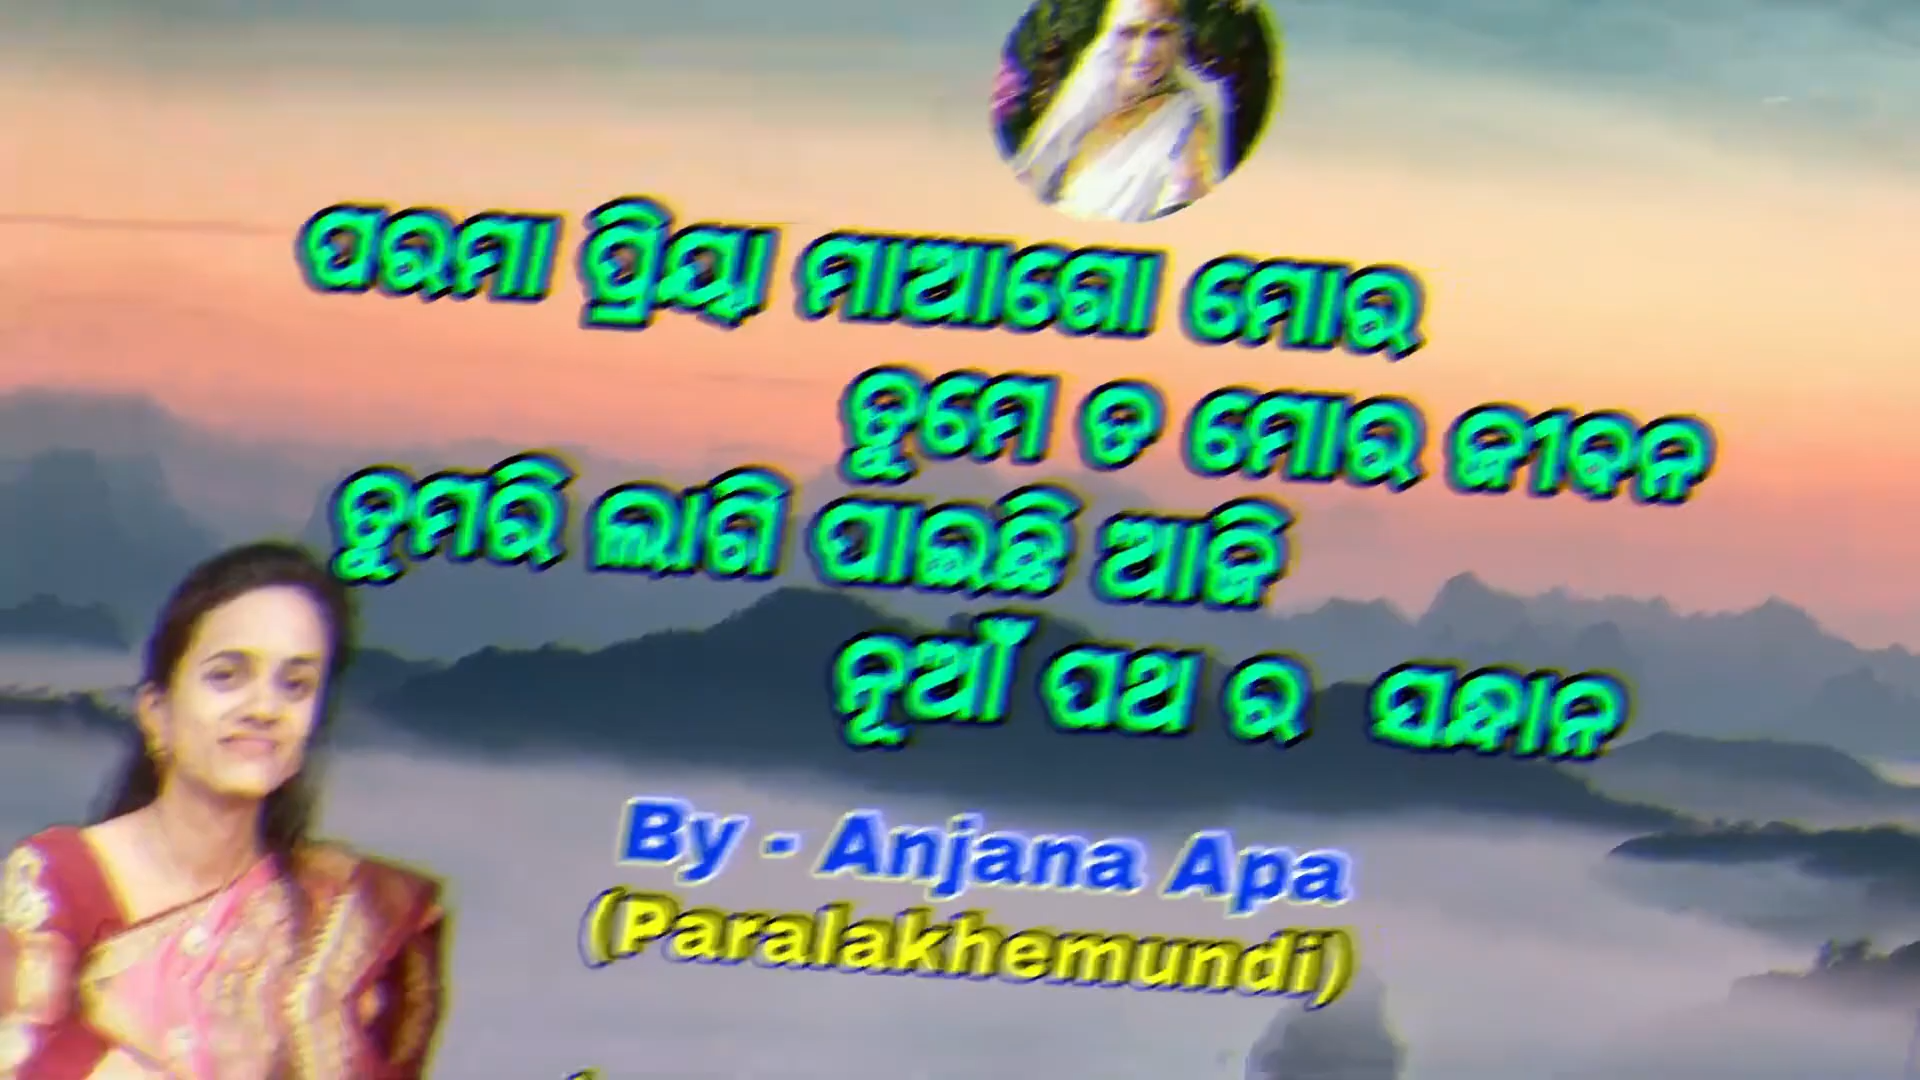 ପରମା ପ୍ରିୟା ମାଆଗୋ ମୋର
ତୁମେ ତ ମୋର ଜୀବନ
ତୁମରି ଲାଗି ପାଇଛି ଆଜି
ନୂଆଁ ପଥ ର ସନ୍ଧାନ
By - Anjana Apa
(Paralakhemundi)